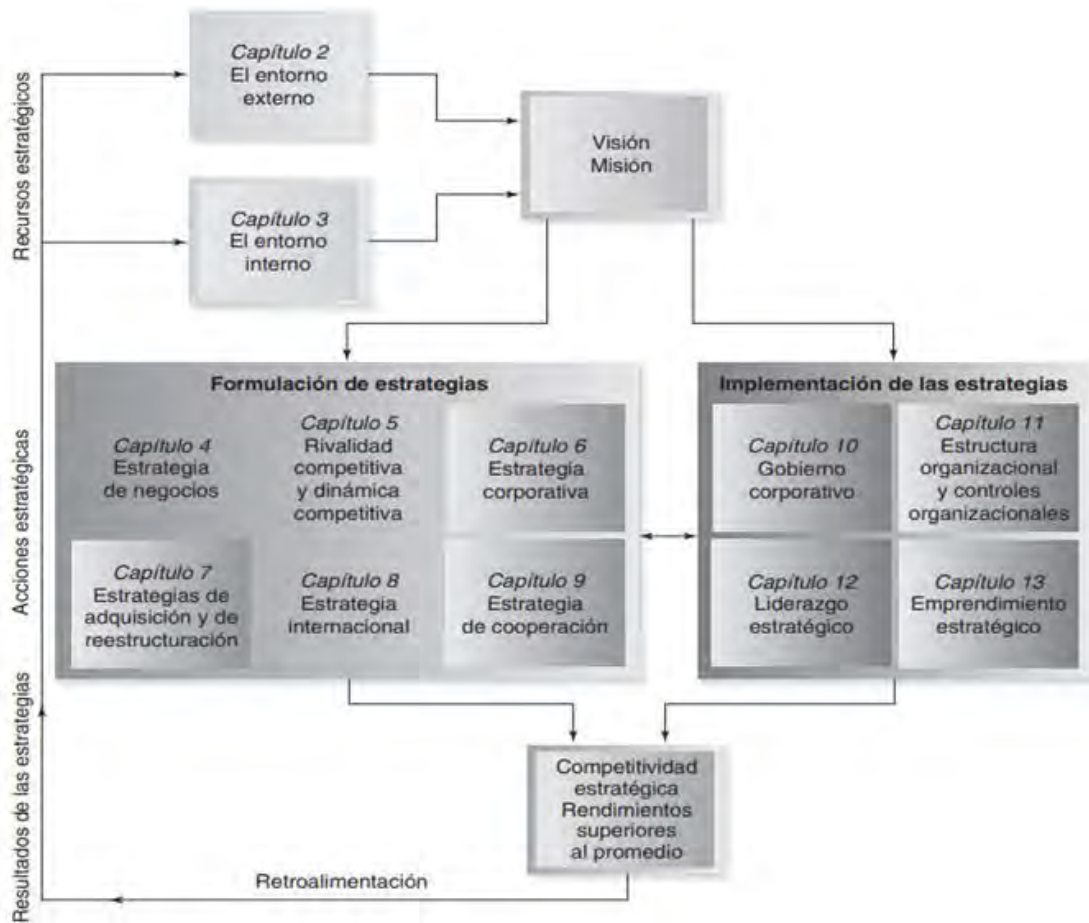 Recursos estratégicos
Capítulo 2
El entorno
externo
Capítulo 3
El entorno
interno
Visión
Misión
Acciones estratégicas
Formulación de estrategias
Capítulo 4
Estrategia
de negocios
Capítulo 5
Rivalidad
competitiva
y dinámica
competitiva
Capítulo 6
Estrategia
corporativa
Capítulo 7
Estrategias de
adquisición y de
reestructuración
Capítulo 8
Estrategia
internacional
Capítulo 9
Estrategia
de cooperación
Implementación de las estrategias
Capítulo 10
Gobierno
corporativo
Capítulo 11
Estructura
organizacional
y controles
organizacionales
Capítulo 12
Liderazgo
estratégico
Capítulo 13
Emprendimiento
estratégico
Resultados de las estrategias
Competitividad
estratégica
Rendimientos
superiores
al promedio
Retroalimentación